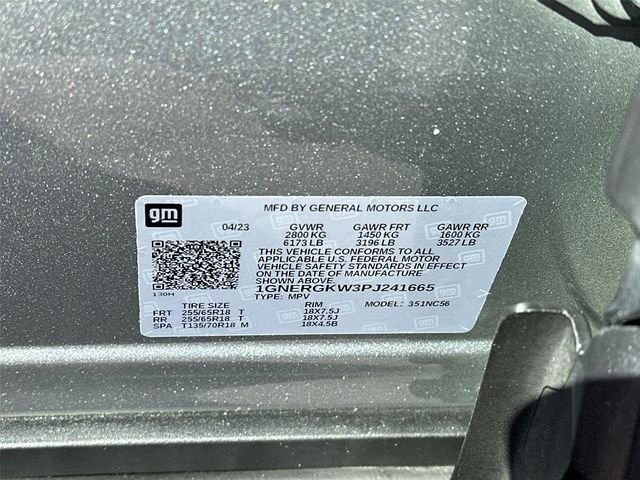 gm
MFD BY GENERAL MOTORS LLC
04/23 GVWR GAWR FRT GAWR RR
2800 KG 1450 KG 1600 KG
6173 LB 3196 LB 3527 LB
THIS VEHICLE CONFORMS TO ALL
APPLICABLE U.S. FEDERAL MOTOR
VEHICLE SAFETY STANDARDS IN EFFECT
ON THE DATE OF MANUFACTURE
SHOWN ABOVE.
1GNERGKW3PJ241665
130H
TYPE: MPV MODEL: 351NC56
TIRE SIZE RIM
FRT 255/65R18 T 18X7.5J
RR 255/65R18 T 18X7.5J
SPA T135/70R18 M 18X4.5B